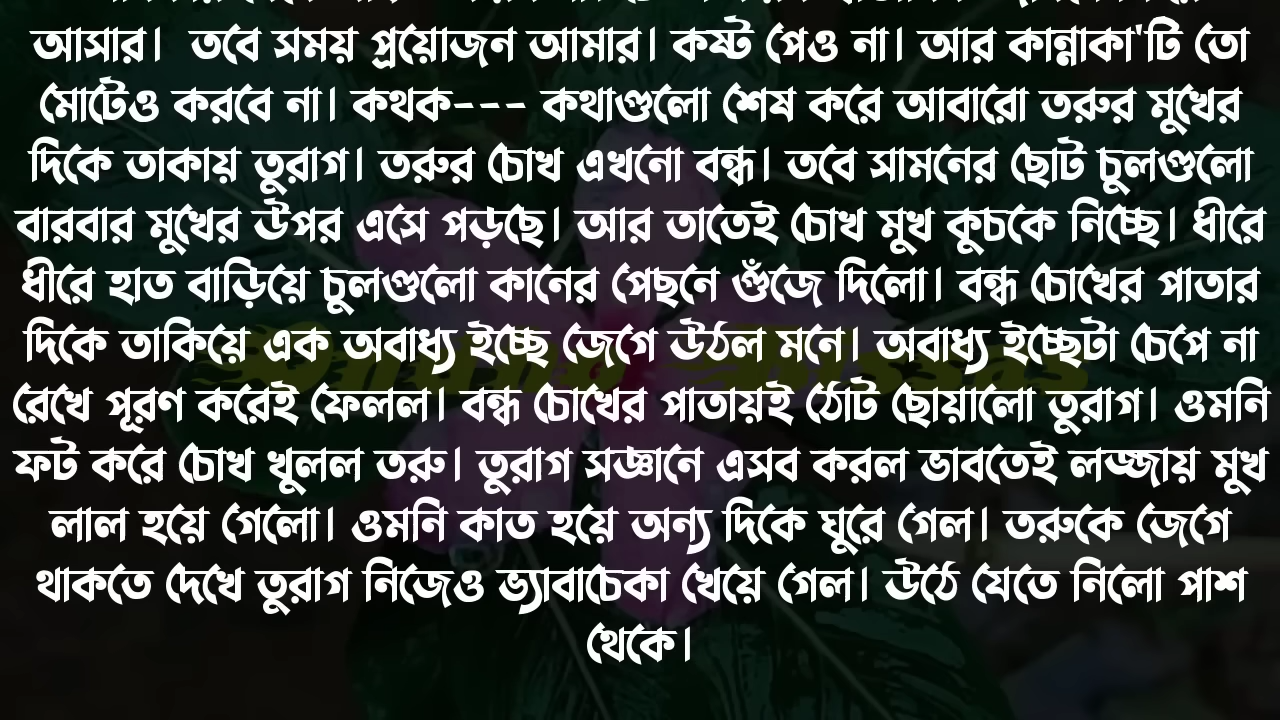 আসার। তবে সময় প্রয়োজন আমার। কষ্ট পেও না। আর কান্নাকা'টি তো
মোটেও করবে না। কথক--- কথাগুলো শেষ করে আবারো তরুর মুখের
দিকে তাকায় তুরাগ। তরুর চোখ এখনো বন্ধ। তবে সামনের ছোট চুলগুলো
বারবার মুখের উপর এসে পড়ছে। আর তাতেই চোখ মুখ কুচকে নিচ্ছে। ধীরে
ধীরে হাত বাড়িয়ে চুলগুলো কানের পেছনে গুঁজে দিলো। বন্ধ চোখের পাতার
দিকে তাকিয়ে এক অবাধ্য ইচ্ছে জেগে উঠল মনে। অবাধ্য ইচ্ছেটা চেপে না
রেখে পূরণ করেই ফেলল। বন্ধ চোখের পাতায়ই ঠোট ছোয়ালো তুরাগ। ওমনি
ফট করে চোখ খুলল তরু। তুরাগ সজ্ঞানে এসব করল ভাবতেই লজ্জায় মুখ
লাল হয়ে গেলো। ওমনি কাত হয়ে অন্য দিকে ঘুরে গেল। তরুকে জেগে
থাকতে দেখে তুরাগ নিজেও ভ্যাবাচেকা খেয়ে গেল। উঠে যেতে নিলো পাশ
থেকে।